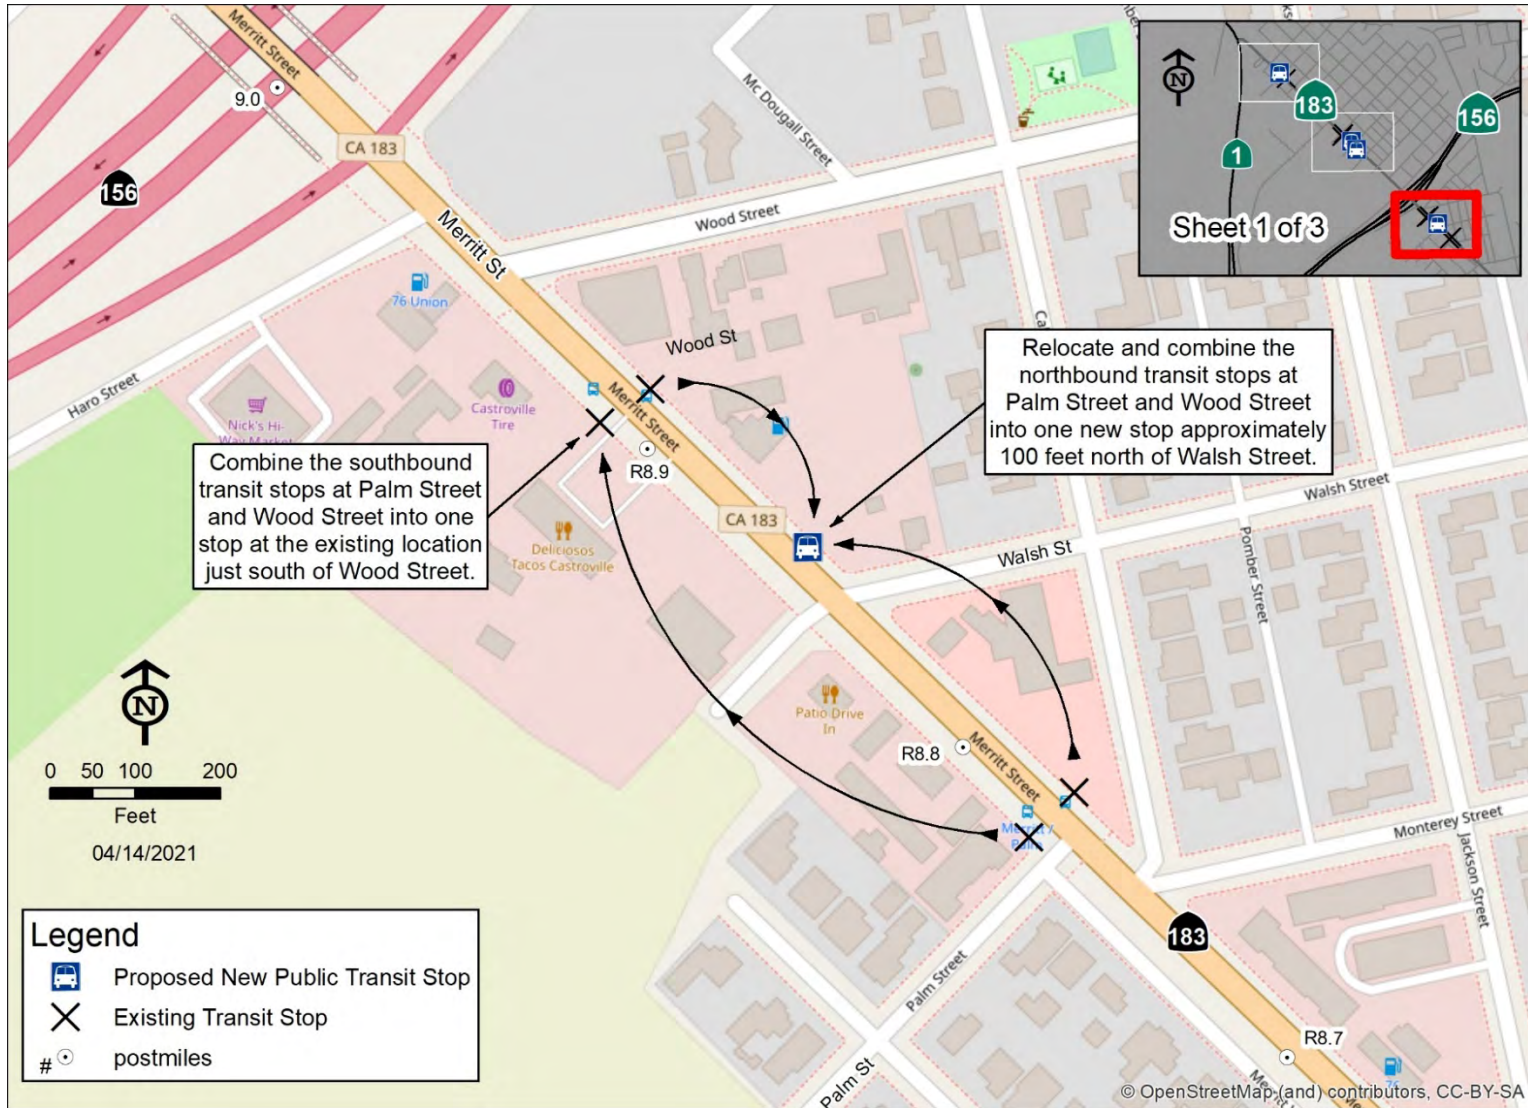 Merritt Street
9.0
CA 183
156
Mc Dougall Street
Wood Street
Merritt St
183
156
1
Sheet 1 of 3
76 Union
Wood St
Haro Street
Nick's Hi-
Way Market
Castroville
Tire
Merritt Street
R8.9
Relocate and combine the
northbound transit stops at
Palm Street and Wood Street
into one new stop approximately
100 feet north of Walsh Street.
Combine the southbound
transit stops at Palm Street
and Wood Street into one
stop at the existing location
just south of Wood Street.
Deliciosos
Tacos Castroville
CA 183
Walsh Street
Walsh St
Pomber Street
Patio Drive
In
R8.8
Merritt Street
Merritt /
Palm
Monterey Street
Jackson Street
N
0 50 100 200
Feet
04/14/2021
183
Palm Street
Palm St
R8.7
76
Legend
Proposed New Public Transit Stop
Existing Transit Stop
# postmiles
© OpenStreetMap (and) contributors, CC-BY-SA